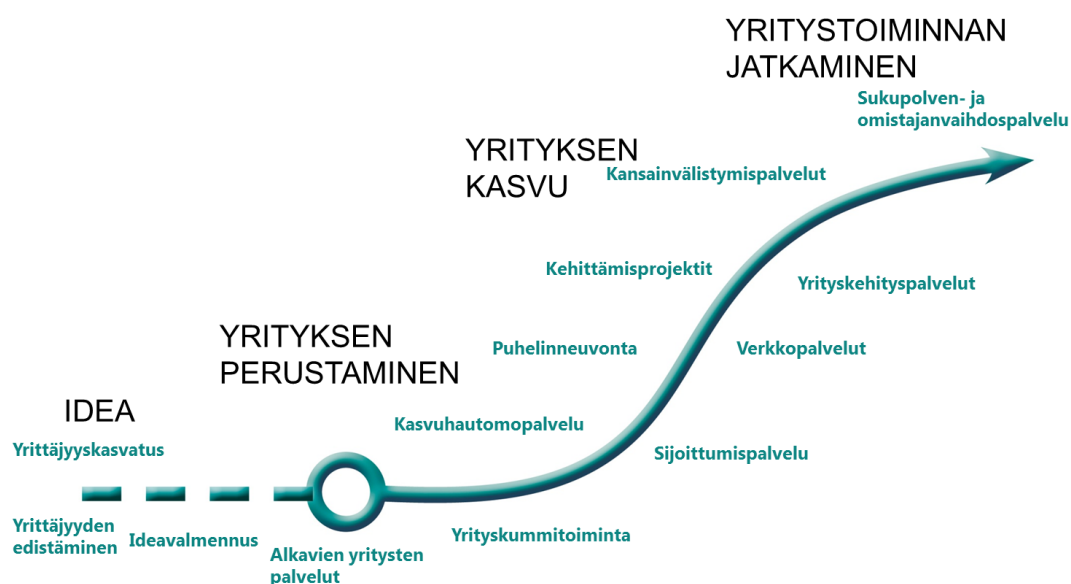 YRITYSTOIMINNAN
JATKAMINEN
Sukupolven- ja
omistajanvaihdospalvelu
YRITYKSEN
KASVU
Kansainvälistymispalvelut
Kehittämisprojektit
Yrityskehityspalvelut
YRITYKSEN
PERUSTAMINEN
Puhelinneuvonta
Verkkopalvelut
IDEA
Kasvuhautomopalvelu
Yrittäjyyskasvatus
Sijoittumispalvelu
Yrittäjyyden
edistäminen
Ideavalmennus
Alkavien yritysten
palvelut
Yrityskummitoiminta